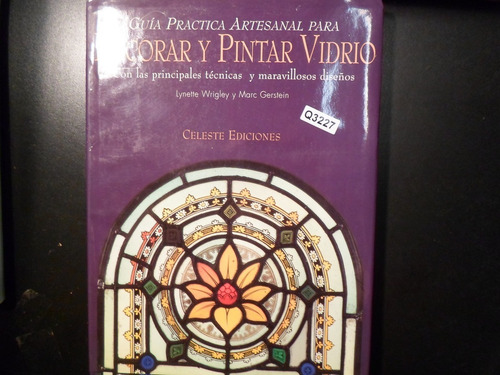 GUÍA PRACTICA ARTESANAL PARA
CORAR Y PINTAR VIDRIO
con las principales técnicas y maravillosos diseños
Lynette Wrigley y Marc Gerstein
Q3227
CELESTE EDICIONES